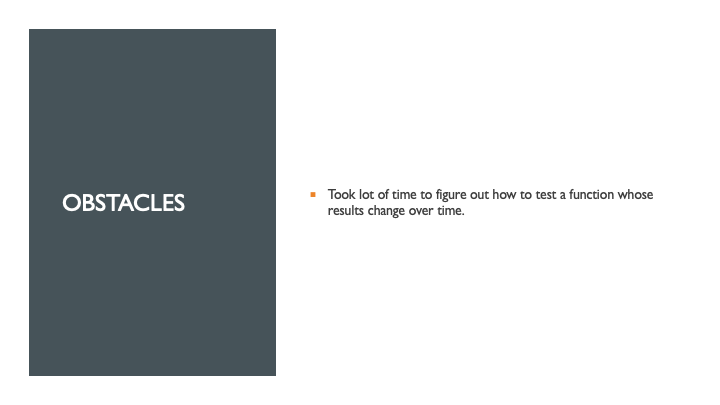 OBSTACLES
Took lot of time to figure out how to test a function whose
results change over time.